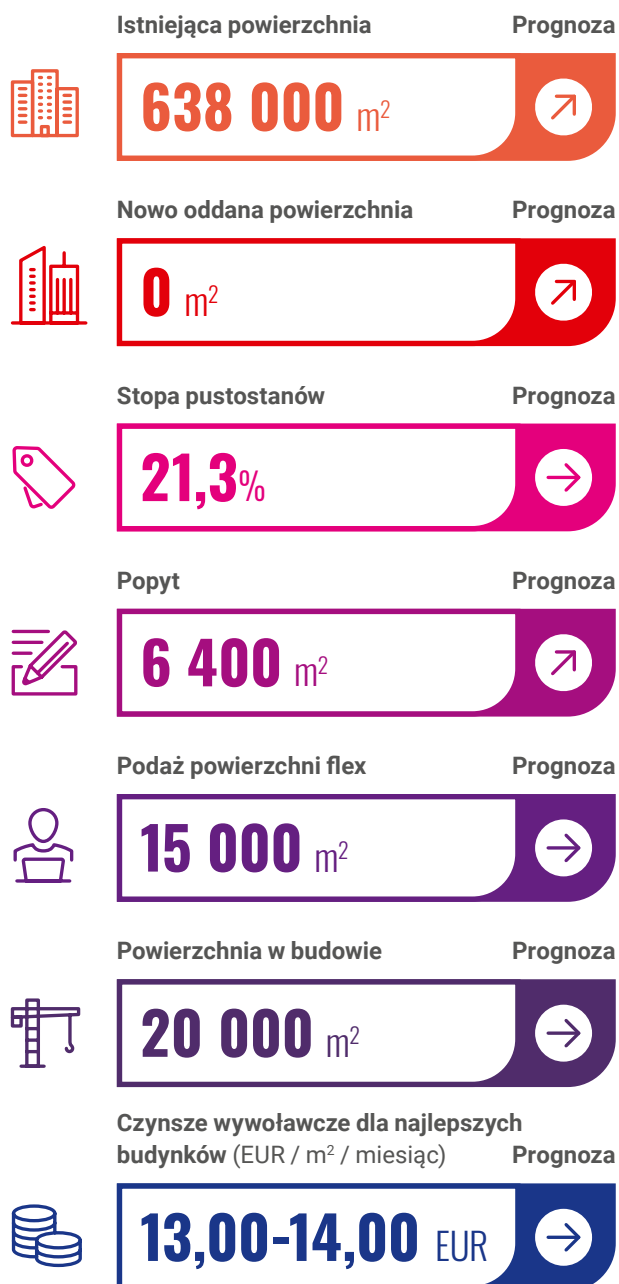 Istniejąca powierzchnia Prognoza
638 000 m²
Nowo oddana powierzchnia Prognoza
0 m²
Stopa pustostanów Prognoza
21,3%
Popyt Prognoza
6 400 m²
Podaż powierzchni flex Prognoza
15 000 m²
Powierzchnia w budowie Prognoza
20 000 m²
Czynsze wywoławcze dla najlepszych
budynków (EUR / m² / miesiąc) Prognoza
13,00-14,00 EUR